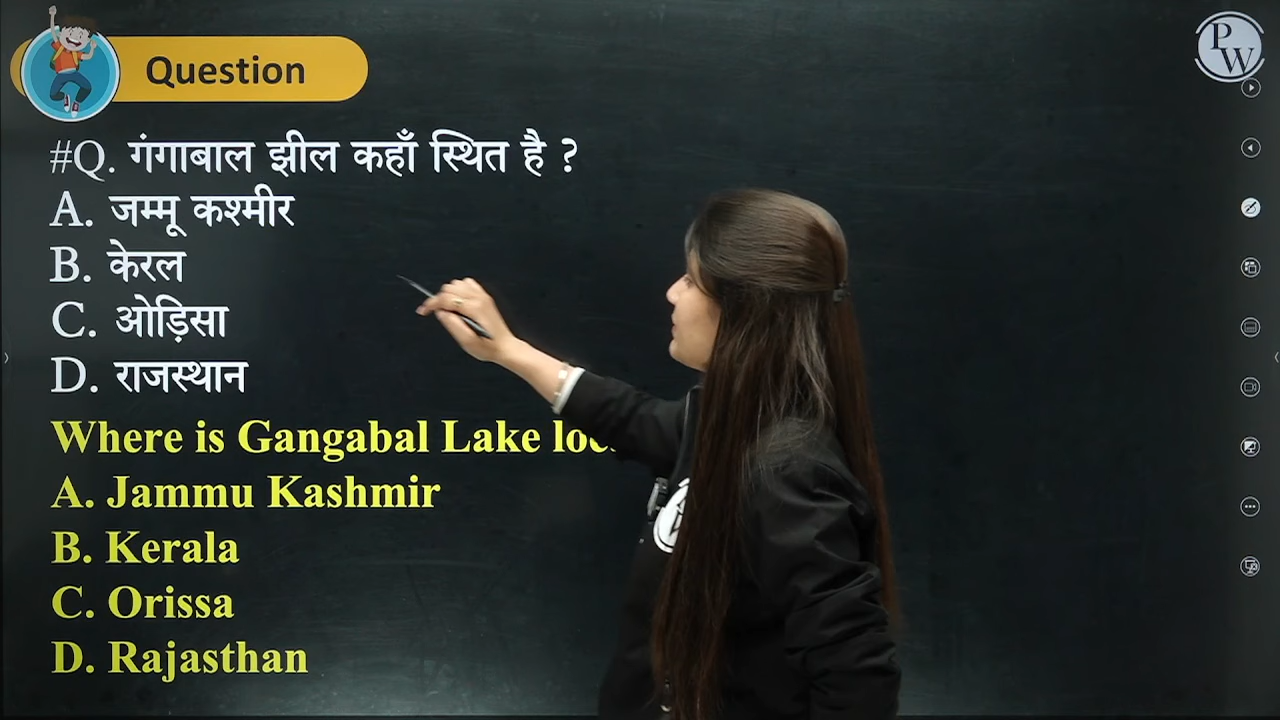 Question
PW
#Q. गंगाबाल झील कहाँ स्थित है ?
A. जम्मू कश्मीर
B. केरल
C. ओड़िसा
D. राजस्थान
Where is Gangabal Lake
A. Jammu Kashmir
B. Kerala
C. Orissa
D. Rajasthan